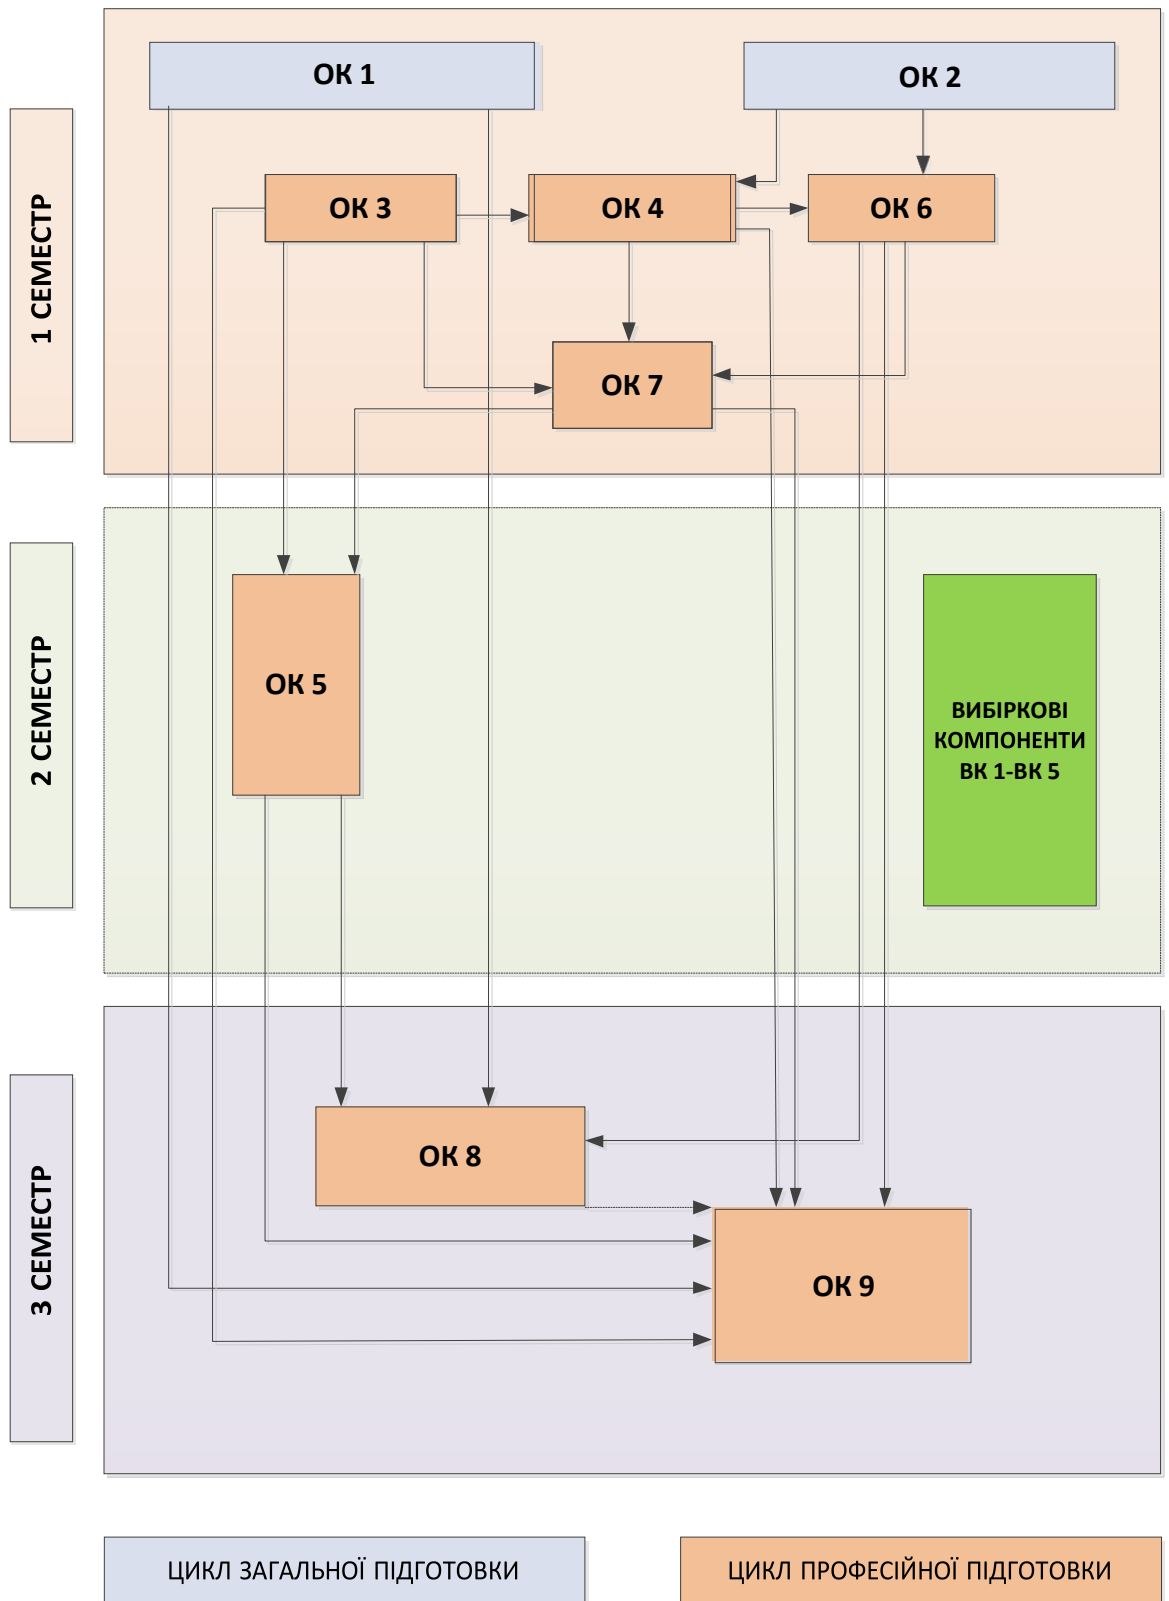 1 СЕМЕСТР
ОК 1
ОК 2
ОК 3
ОК 4
ОК 6
ОК 7
2 СЕМЕСТР
ОК 5
ВИБІРКОВІ
КОМПОНЕНТИ
ВК 1-ВК 5
3 СЕМЕСТР
ОК 8
ОК 9
ЦИКЛ ЗАГАЛЬНОЇ ПІДГОТОВКИ
ЦИКЛ ПРОФЕСІЙНОЇ ПІДГОТОВКИ